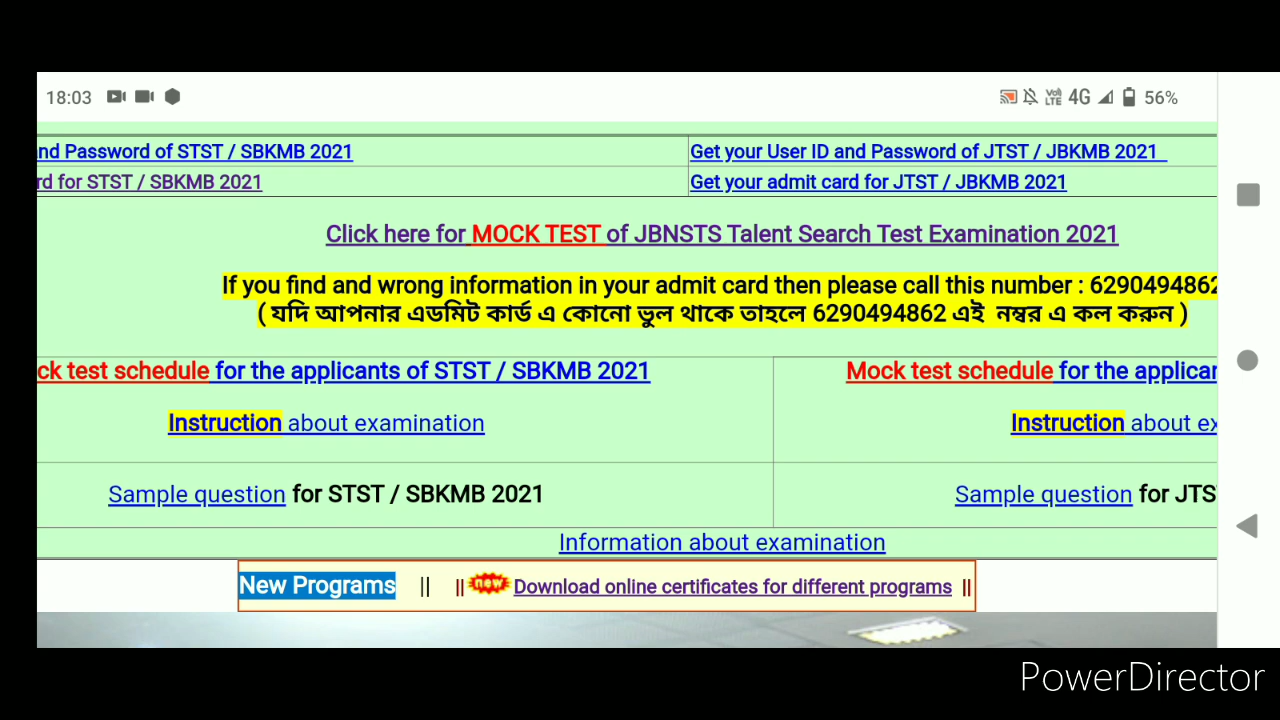 18:03 Vo) LTE 4G 56%
and Password of STST / SBKMB 2021 Get your User ID and Password of JTST / JBKMB 2021
rd for STST / SBKMB 2021 Get your admit card for JTST / JBKMB 2021
Click here for MOCK TEST of JBNSTS Talent Search Test Examination 2021
If you find and wrong information in your admit card then please call this number : 6290494862
( যদি আপনার এডমিট কার্ড এ কোনো ভুল থাকে তাহলে 6290494862 এই নম্বর এ কল করুন )
ck test schedule for the applicants of STST / SBKMB 2021 Mock test schedule for the applican
Instruction about examination Instruction about ex
Sample question for STST / SBKMB 2021 Sample question for JTS
Information about examination
New Programs || || new Download online certificates for different programs ||
PowerDirector